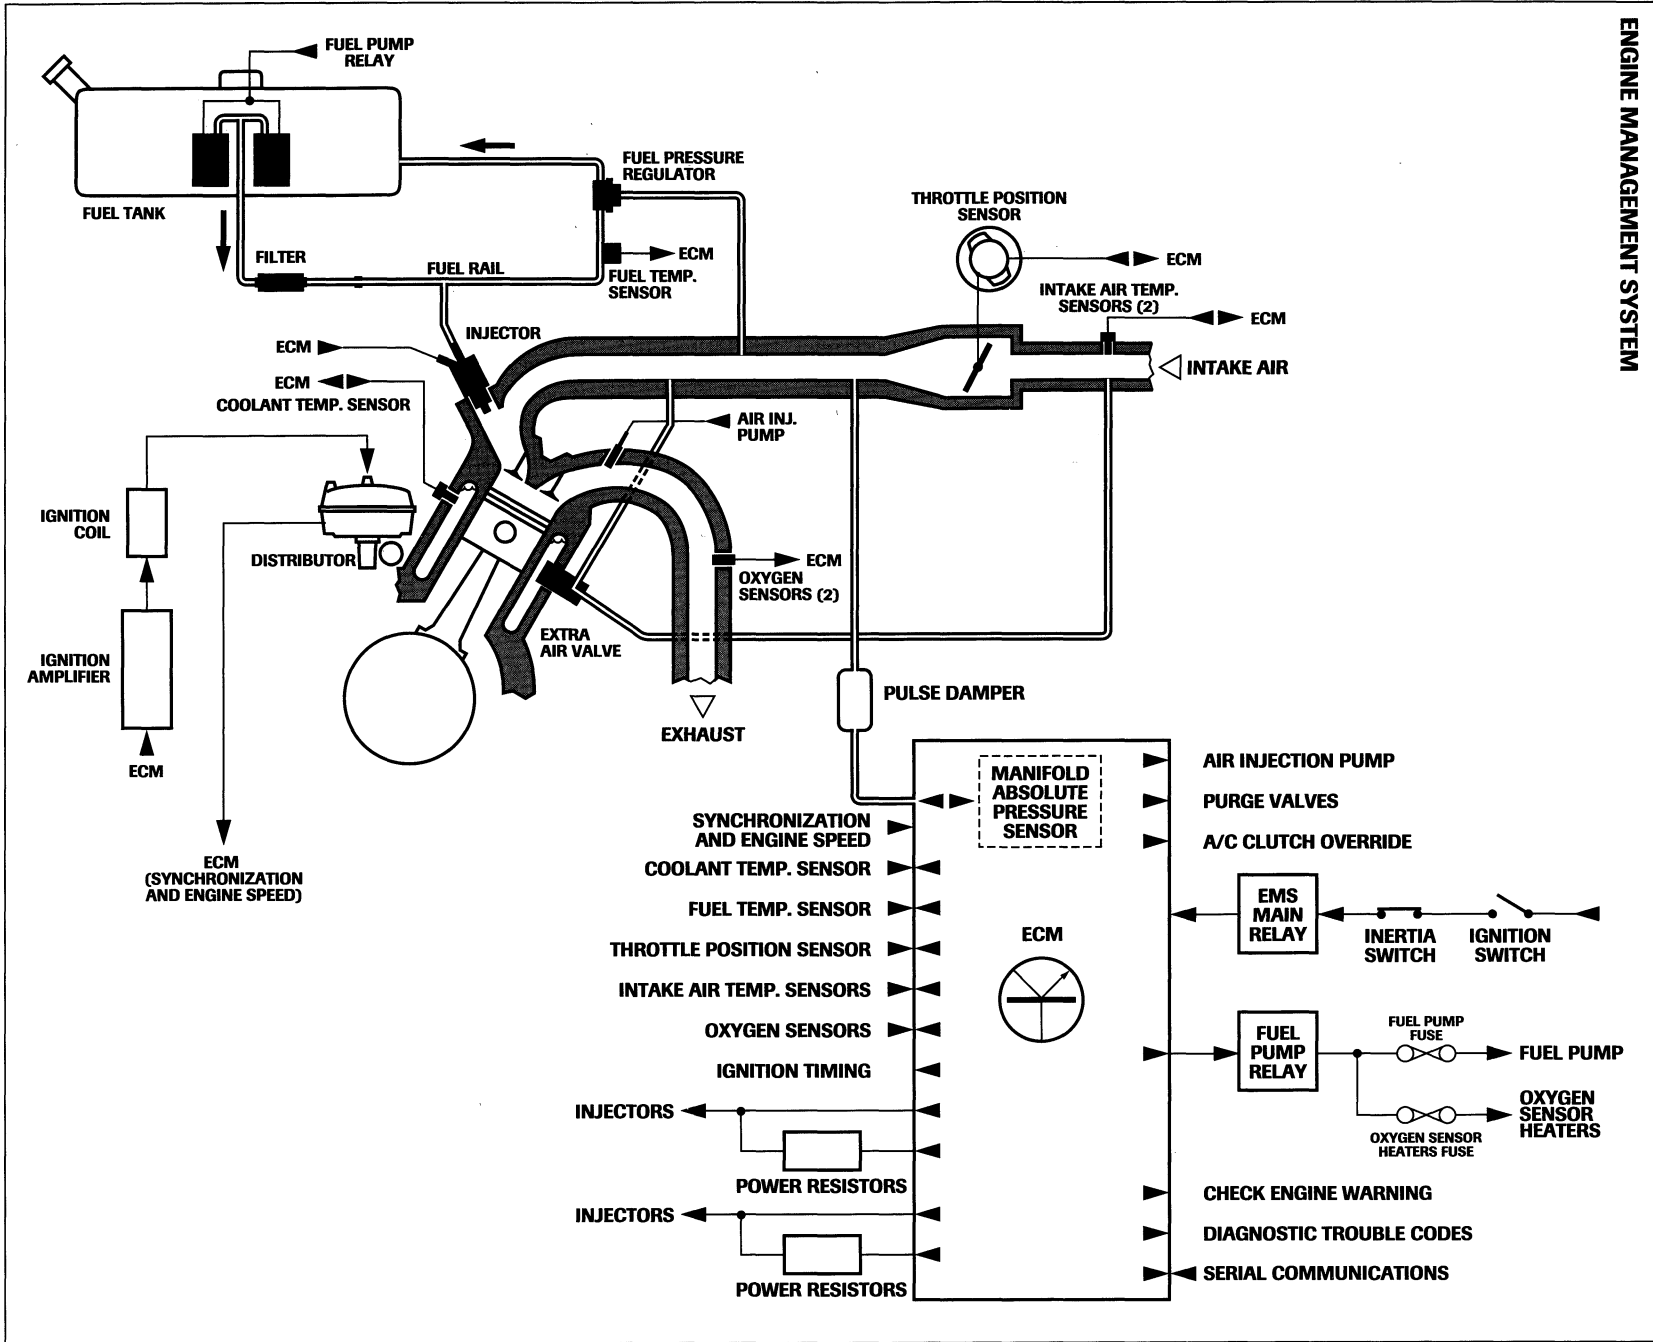 ENGINE MANAGEMENT SYSTEM
FUEL PUMP
RELAY
FUEL TANK
FUEL PRESSURE
REGULATOR
FILTER
FUEL RAIL
ECM
FUEL TEMP.
SENSOR
THROTTLE POSITION
SENSOR
ECM
INTAKE AIR TEMP.
SENSORS (2)
ECM
INTAKE AIR
INJECTOR
ECM
ECM
COOLANT TEMP. SENSOR
AIR INJ.
PUMP
IGNITION
COIL
DISTRIBUTOR
ECM
OXYGEN
SENSORS (2)
EXTRA
AIR VALVE
IGNITION
AMPLIFIER
ECM
EXHAUST
PULSE DAMPER
ECM
(SYNCHRONIZATION
AND ENGINE SPEED)
MANIFOLD
ABSOLUTE
PRESSURE
SENSOR
SYNCHRONIZATION
AND ENGINE SPEED
COOLANT TEMP. SENSOR
FUEL TEMP. SENSOR
THROTTLE POSITION SENSOR
INTAKE AIR TEMP. SENSORS
OXYGEN SENSORS
IGNITION TIMING
INJECTORS
POWER RESISTORS
INJECTORS
POWER RESISTORS
ECM
AIR INJECTION PUMP
PURGE VALVES
A/C CLUTCH OVERRIDE
EMS
MAIN
RELAY
INERTIA
SWITCH
IGNITION
SWITCH
FUEL
PUMP
RELAY
FUEL PUMP
FUSE
FUEL PUMP
OXYGEN
SENSOR
HEATERS
OXYGEN SENSOR
HEATERS FUSE
CHECK ENGINE WARNING
DIAGNOSTIC TROUBLE CODES
SERIAL COMMUNICATIONS